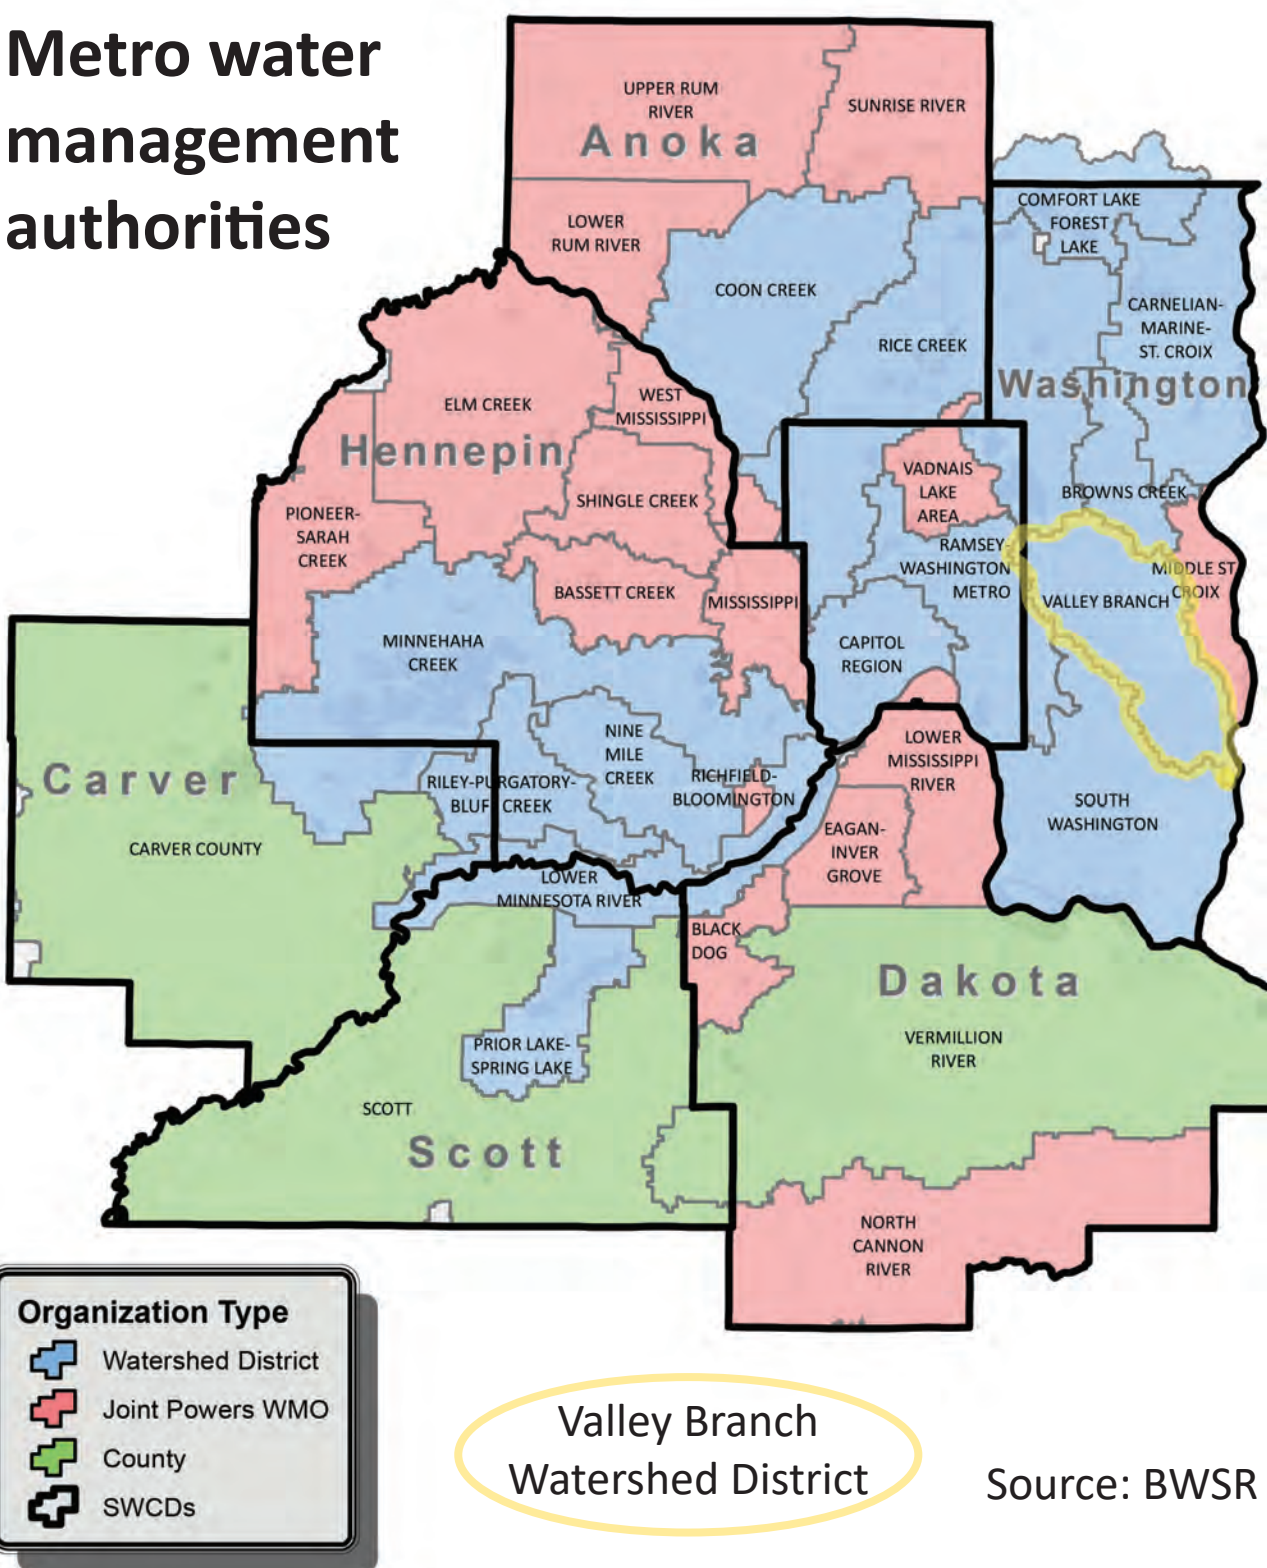 Metro water
management
authorities
UPPER RUM
RIVER
SUNRISE RIVER
Anoka
LOWER
RUM RIVER
COMFORT LAKE
FOREST
LAKE
COON CREEK
CARNELIAN-
MARINE-
ST. CROIX
RICE CREEK
Washington
ELM CREEK
WEST
MISSISSIPPI
Hennepin
VADNAIS
LAKE
AREA
SHINGLE CREEK
BROWNS CREEK
PIONEER-
SARAH
CREEK
RAMSEY-
WASHINGTON
METRO
MIDDLE ST
CROIX
BASSETT CREEK
MISSISSIPPI
VALLEY BRANCH
MINNEHAHA
CREEK
CAPITOL
REGION
NINE
MILE
CREEK
LOWER
MISSISSIPPI
RIVER
Carver
RILEY-PURGATORY-
BLUFF CREEK
RICHFIELD-
BLOOMINGTON
SOUTH
WASHINGTON
CARVER COUNTY
EAGAN-
INVER
GROVE
LOWER
MINNESOTA RIVER
BLACK
DOG
Dakota
VERMILLION
RIVER
PRIOR LAKE-
SPRING LAKE
SCOTT
Scott
NORTH
CANNON
RIVER
Organization Type
Watershed District
Joint Powers WMO
County
SWCDs
Valley Branch
Watershed District
Source: BWSR